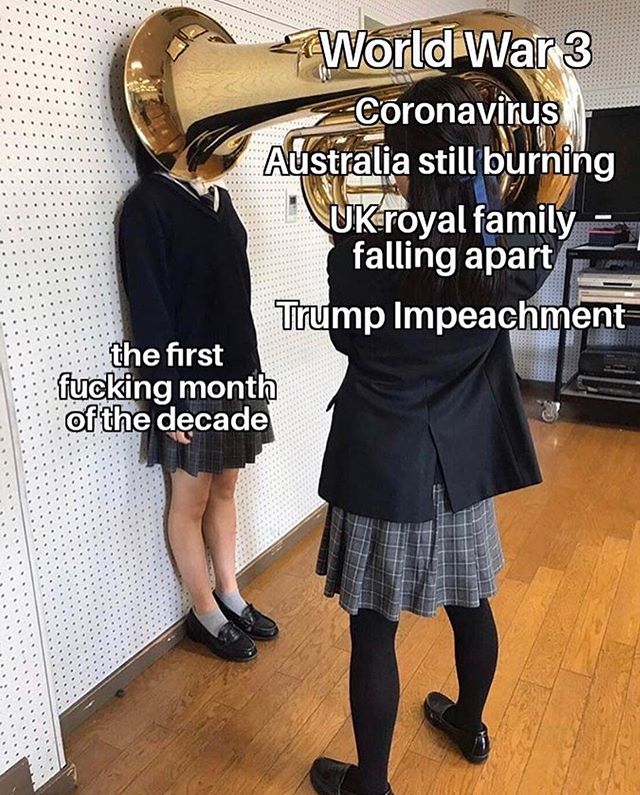 World War 3
Coronavirus
Australia still burning
UK royal family
falling apart
Trump Impeachment
the first
fucking month
of the decade